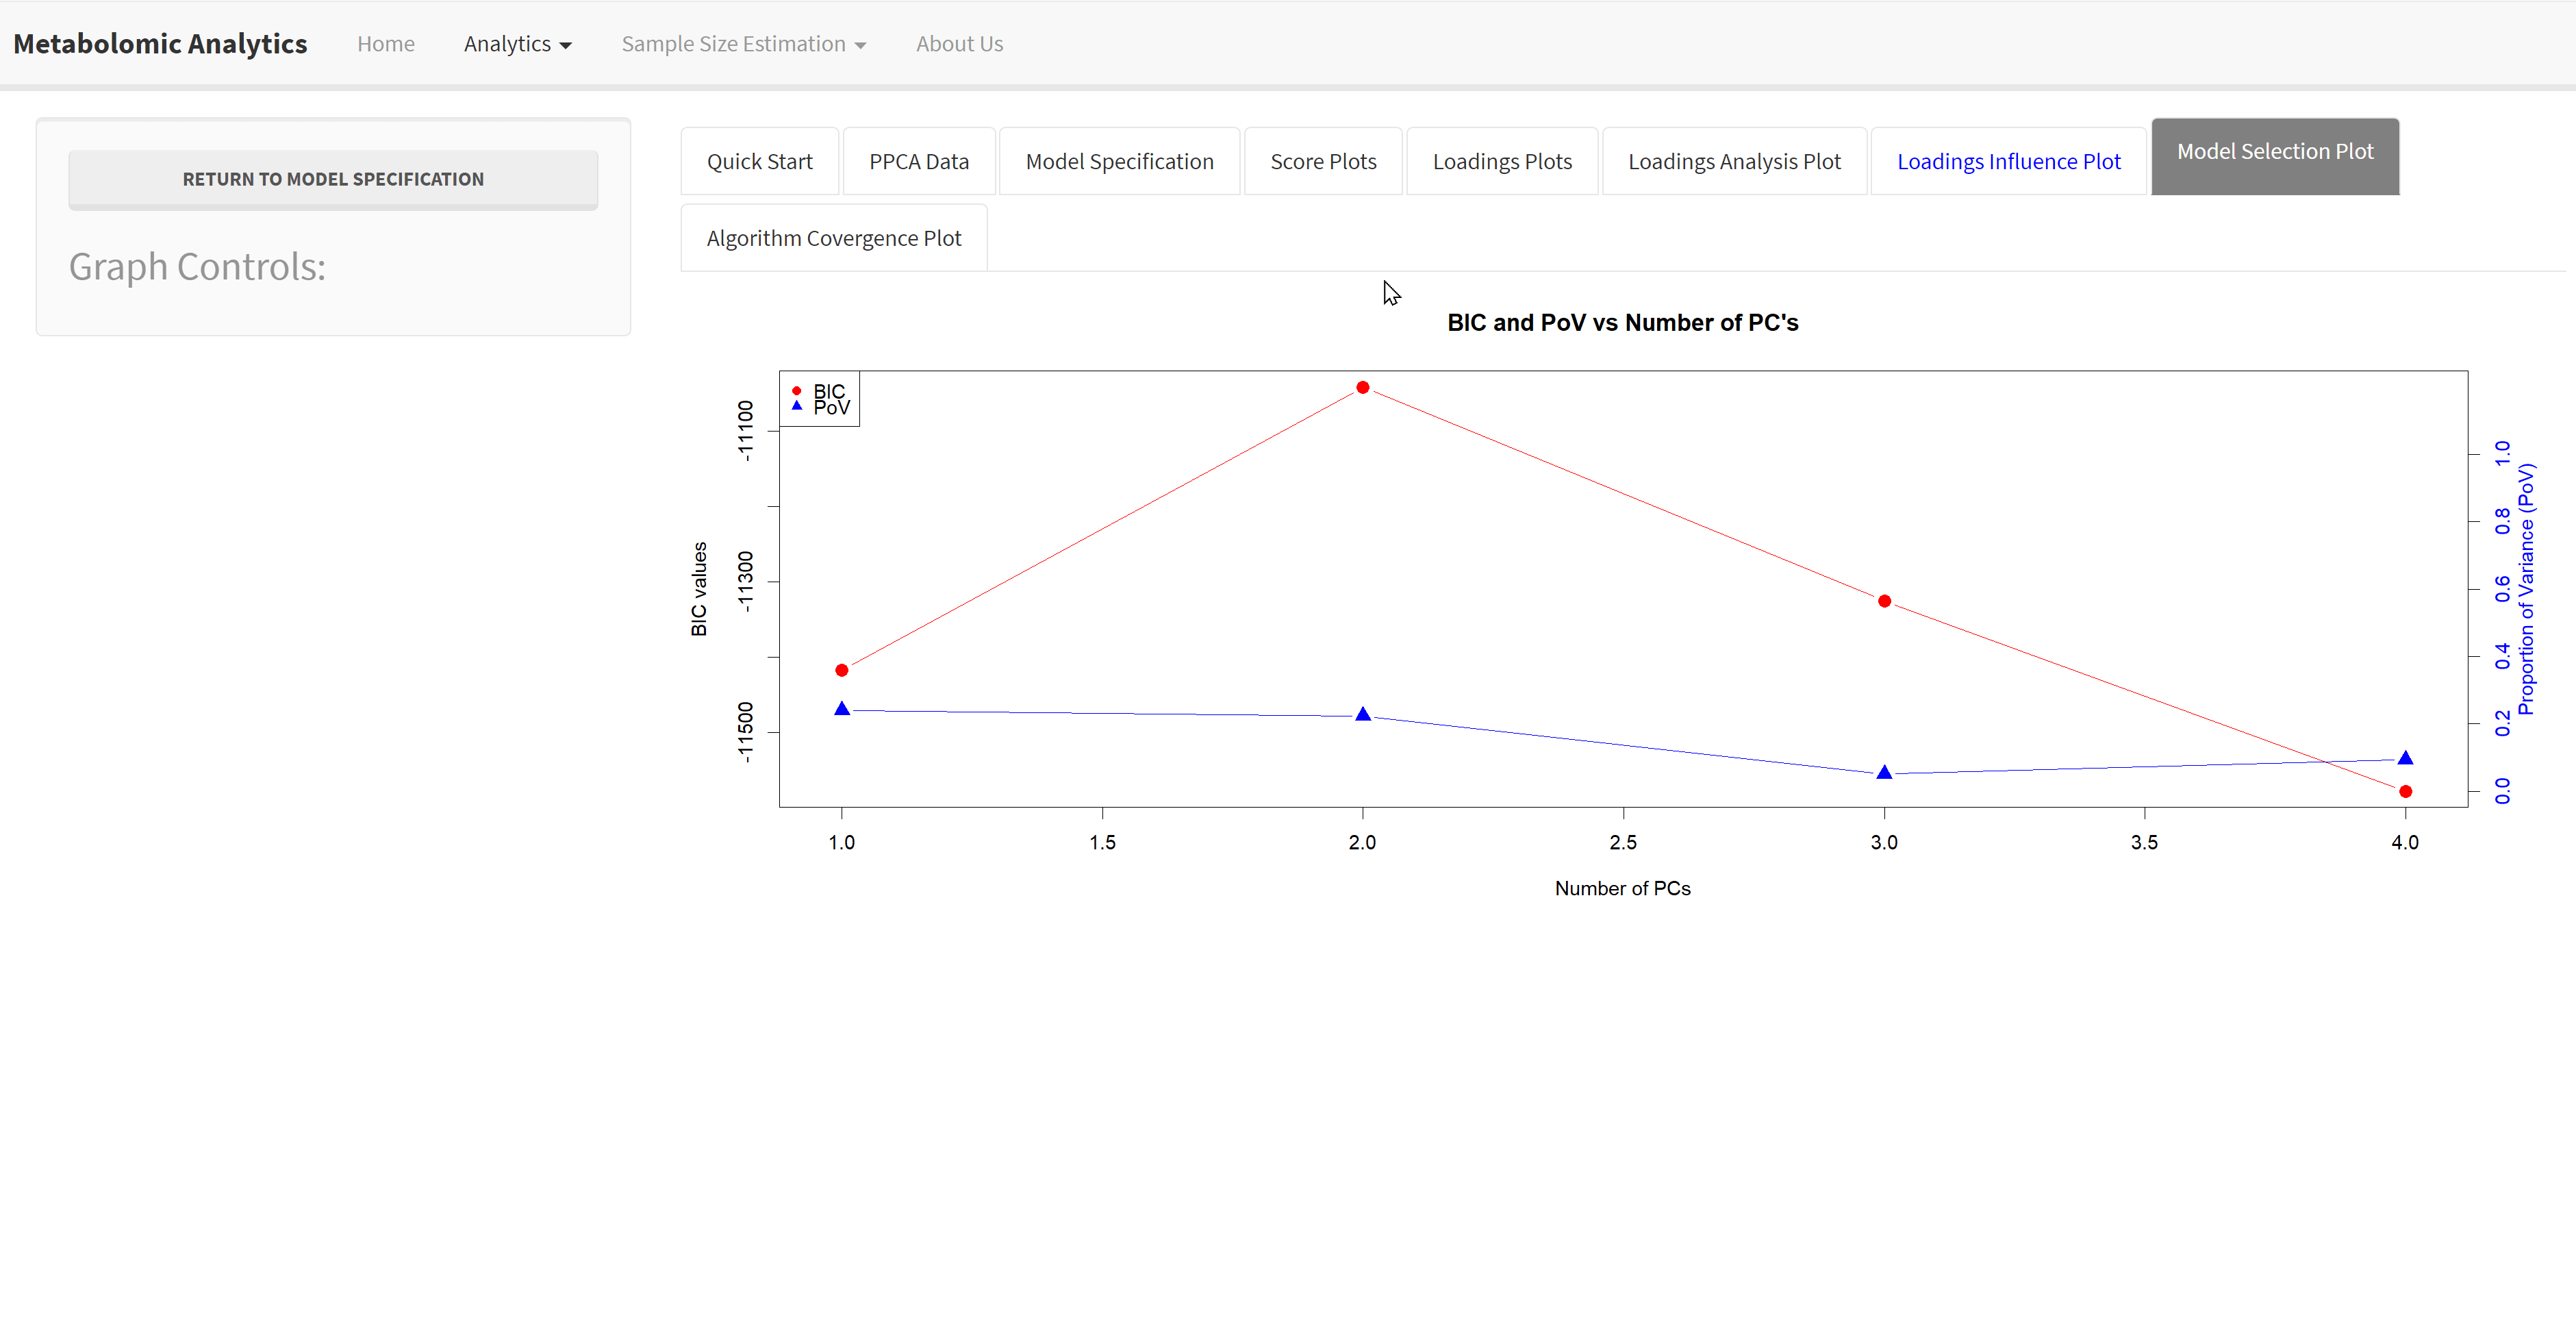 Metabolomic Analytics Home Analytics Sample Size Estimation About Us
RETURN TO MODEL SPECIFICATION
Graph Controls:
Quick Start PPCA Data Model Specification Score Plots Loadings Plots Loadings Analysis Plot Loadings Influence Plot Model Selection Plot
Algorithm Covergence Plot
BIC and PoV vs Number of PC's
BIC
PoV
BIC values
-11100
-11300
-11500
1.0
0.8
0.6
0.4
0.2
0.0
Proportion of Variance (PoV)
1.0 1.5 2.0 2.5 3.0 3.5 4.0
Number of PCs